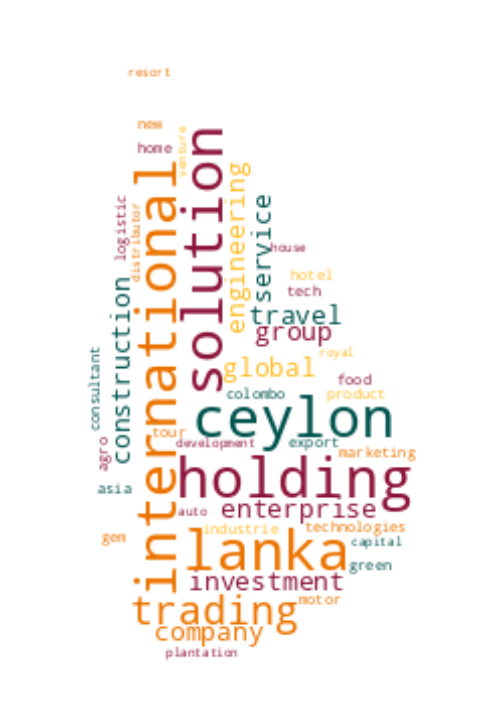 resort
new
home
venture
solution
international
engineering
logistic
distributor
service
house
hotel
tech
construction
travel
group
royal
consultant
global
food
colombo
product
ceylon
tour
development
export
marketing
agro
holding
asia
auto
enterprise
industrie
technologies
gem
lanka
capital
green
investment
trading
motor
company
plantation